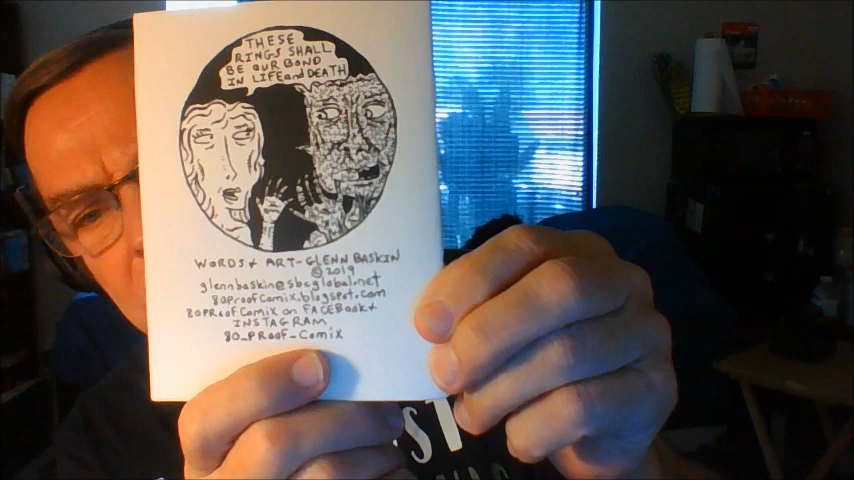 THESE
RINGS SHALL
BE OUR BOND
IN LIFE and DEATH
WORDS + ART-GLENN BASKIN
©2019
glennbaskin@sbcglobal.net
80proofcomix.blogspot.com
80PROOF Comix on FACEBook+
INSTAGRAM
80_PROOF_Comix
ST